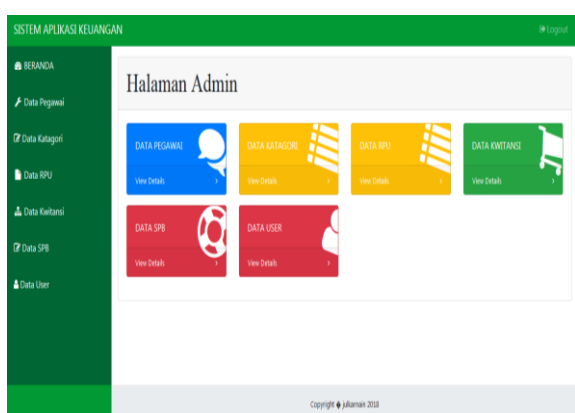 SISTEM APLIKASI KEUANGAN
Logout
BERANDA
Data Pegawai
Data Katagori
Data RPU
Data Kwitansi
Data SPB
Data User
Halaman Admin
DATA PEGAWAI
View Details
DATA KATAGORI
View Details
DATA RPU
View Details
DATA KWITANSI
View Details
DATA SPB
View Details
DATA USER
View Details
Copyright � julkarnain 2018